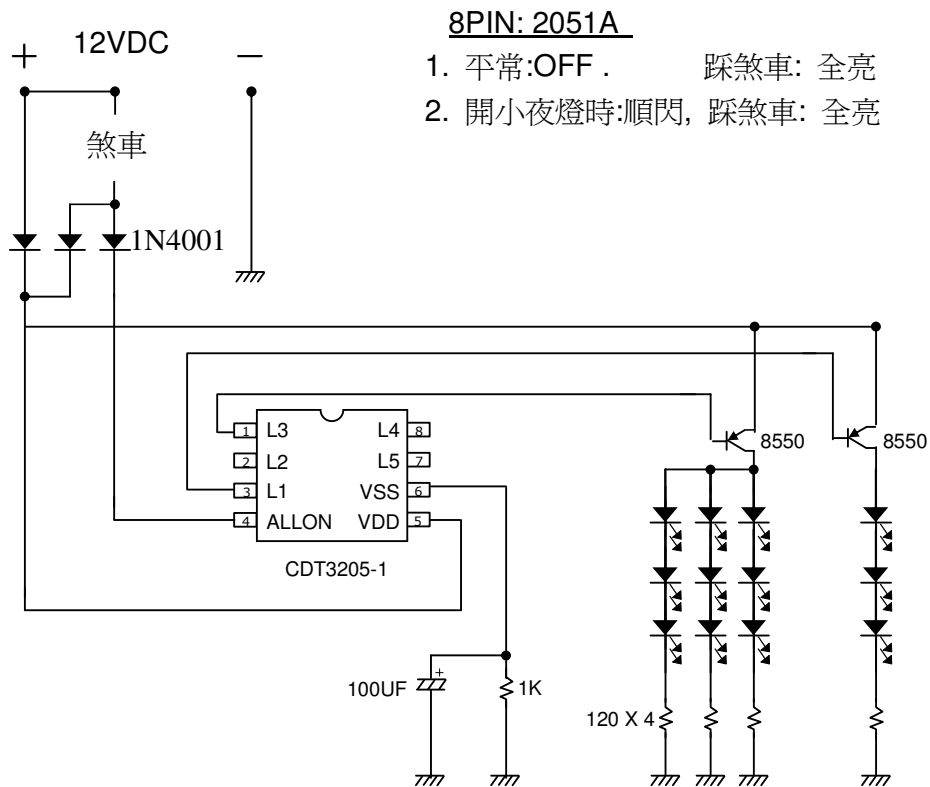 8PIN: 2051A
12VDC
+
—
1. 平常:OFF . 踩煞車: 全亮
2. 開小夜燈時:順閃, 踩煞車: 全亮
煞車
1N4001
1 L3 L4 8
2 L2 L5 7
3 L1 VSS 6
4 ALLON VDD 5
CDT3205-1
8550
8550
100UF
+
1K
120 X 4